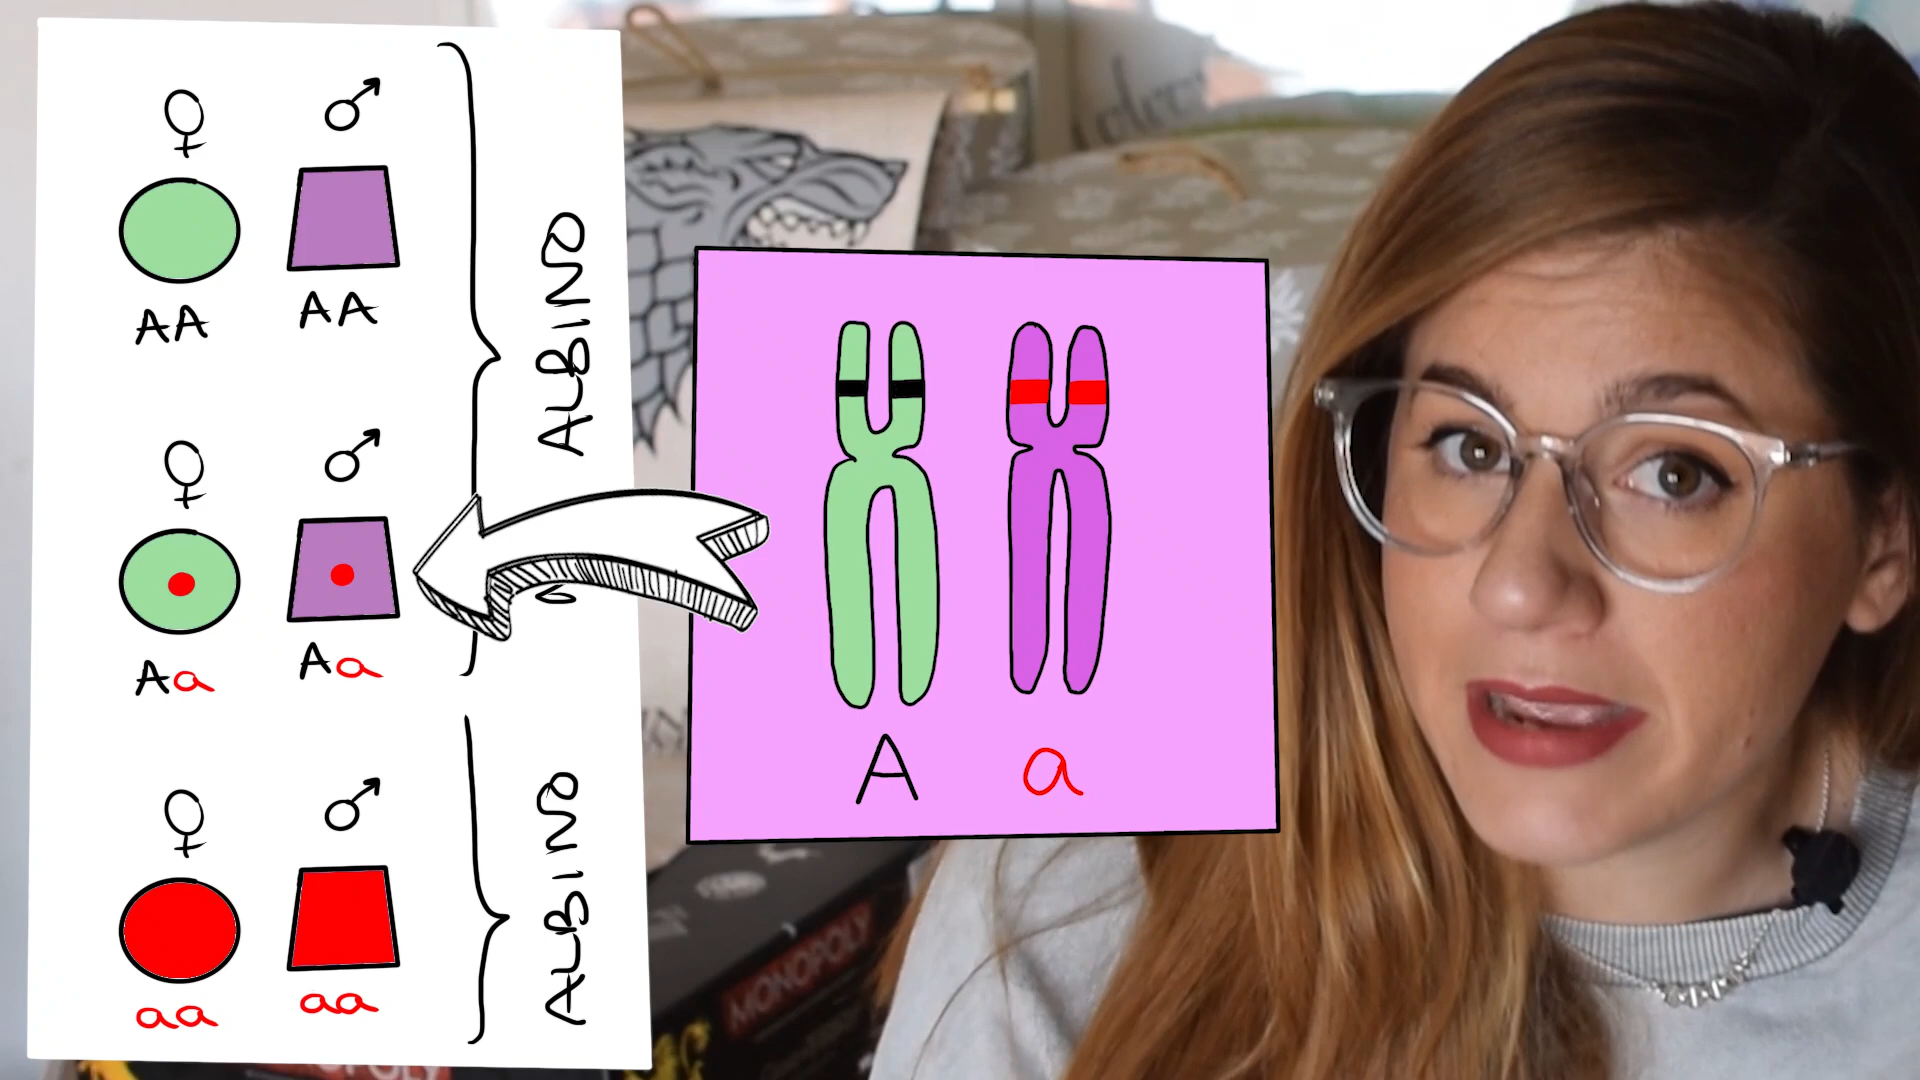 ♀ ♂
AA AA
ALBINO
♀ ♂
Aa Aa
♀ ♂
aa aa
ALBINO
A a
MONOPOLY